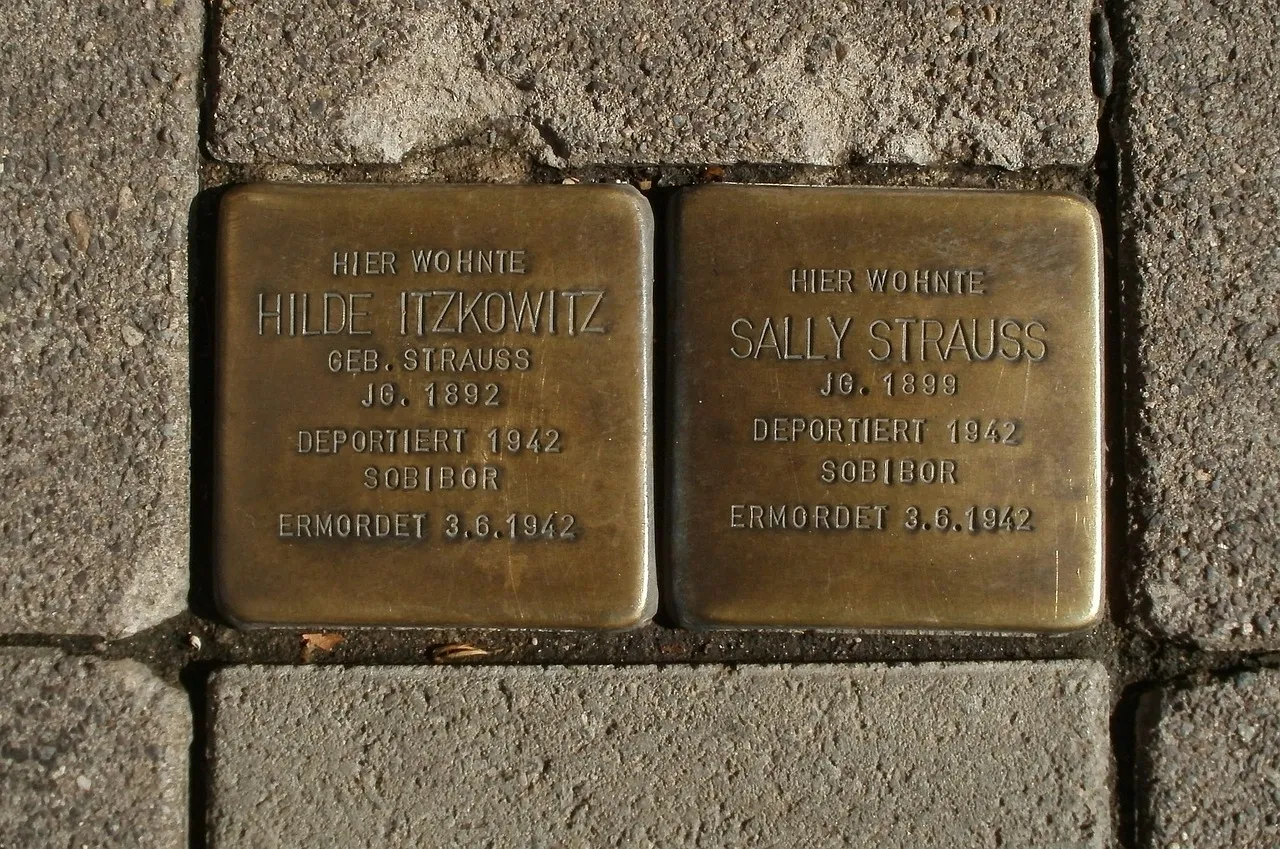 HIER WOHNTE
HILDE ITZKOWITZ
GEB. STRAUSS
JG. 1892
DEPORTIERT 1942
SOBIBOR
ERMORDET 3.6.1942
HIER WOHNTE
SALLY STRAUSS
JG. 1899
DEPORTIERT 1942
SOBIBOR
ERMORDET 3.6.1942